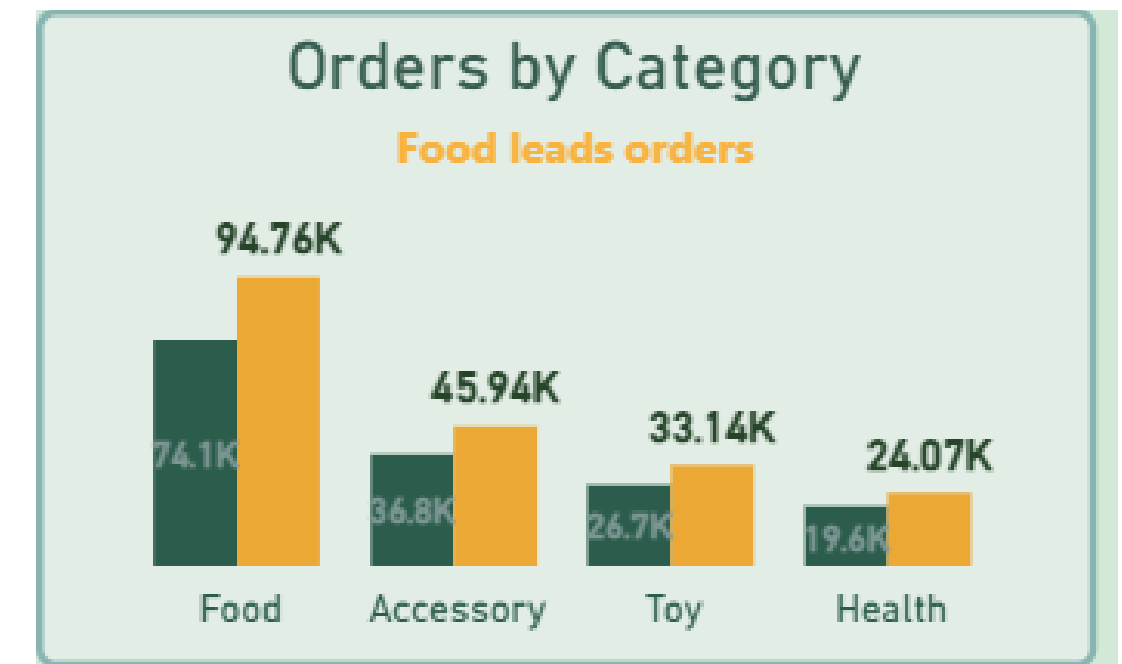 Orders by Category
Food leads orders
94.76K
74.1K
45.94K
36.8K
33.14K
26.7K
24.07K
19.6K
Food Accessory Toy Health